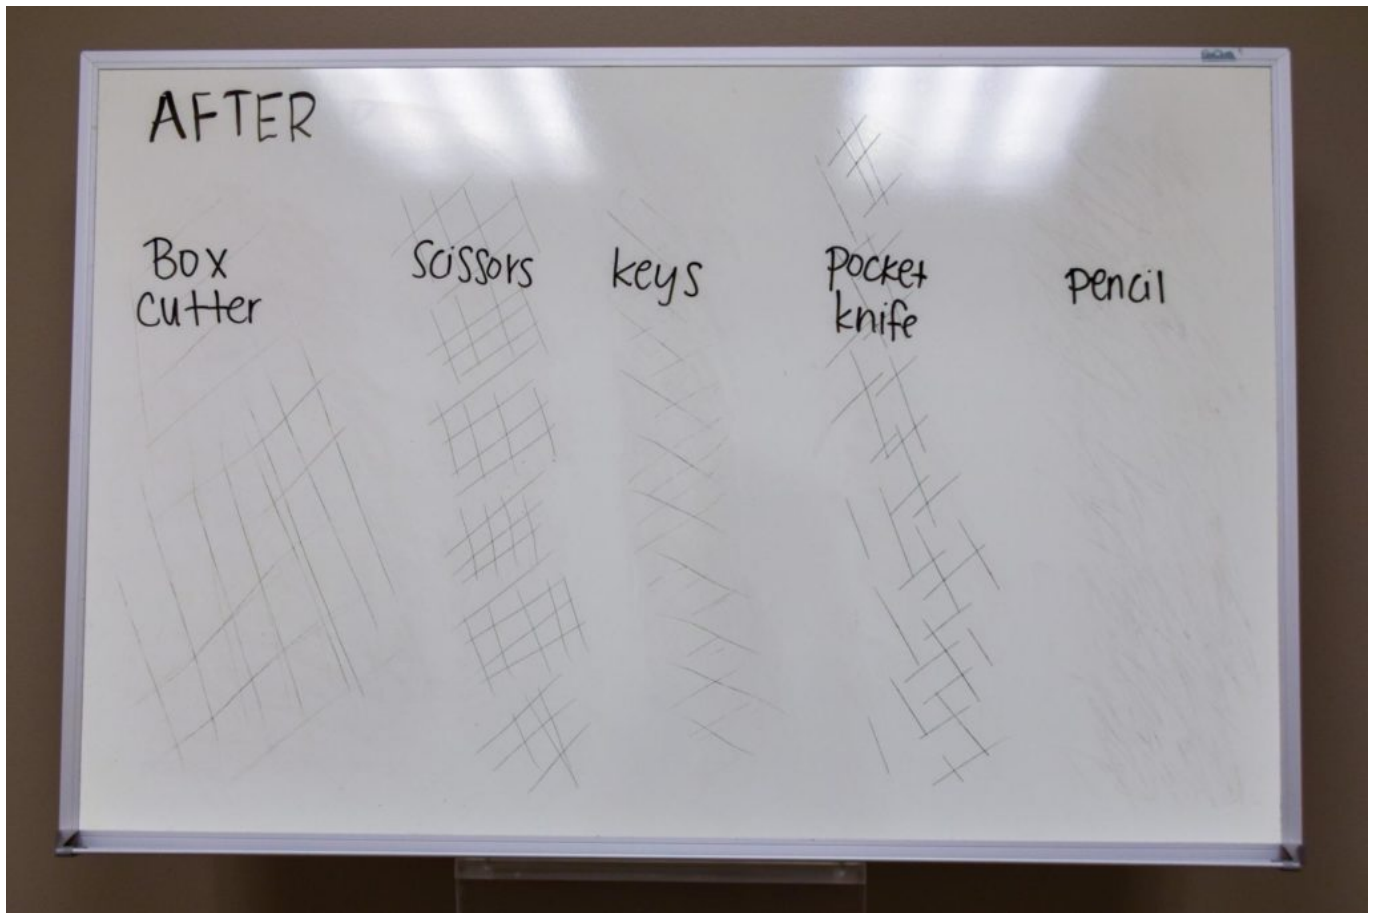 AFTER
Box
cutter
scissors
keys
pocket
knife
pencil